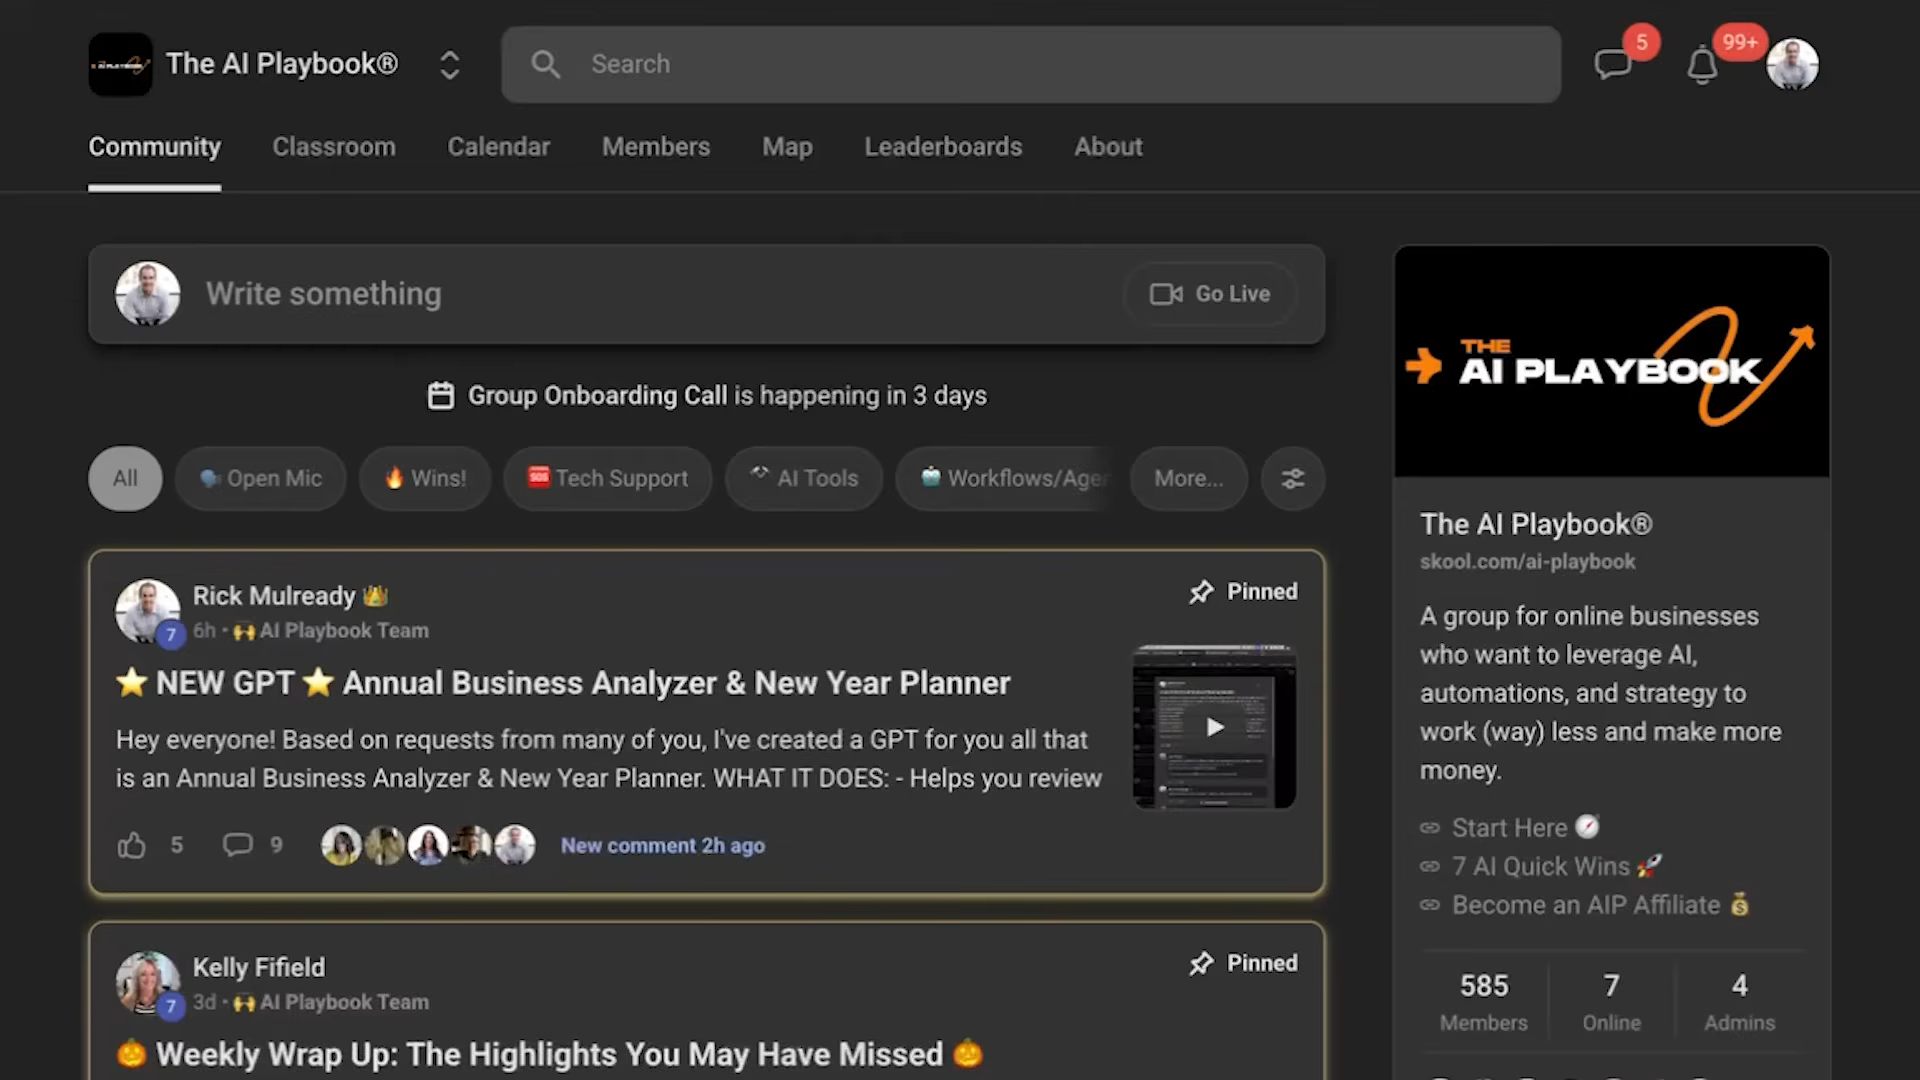 The AI Playbook®
Search
5
99+
Community
Classroom
Calendar
Members
Map
Leaderboards
About
Write something
Go Live
Group Onboarding Call is happening in 3 days
All
Open Mic
Wins!
SOS Tech Support
AI Tools
Workflows/Agen
More...
Rick Mulready
Pinned
7
6h · AI Playbook Team
NEW GPT Annual Business Analyzer & New Year Planner
Hey everyone! Based on requests from many of you, I've created a GPT for you all that
is an Annual Business Analyzer & New Year Planner. WHAT IT DOES: - Helps you review
5
9
New comment 2h ago
Kelly Fifield
Pinned
7
3d · AI Playbook Team
Weekly Wrap Up: The Highlights You May Have Missed
THE
AI PLAYBOOK
The AI Playbook®
skool.com/ai-playbook
A group for online businesses
who want to leverage AI,
automations, and strategy to
work (way) less and make more
money.
Start Here
7 AI Quick Wins
Become an AIP Affiliate
585
Members
7
Online
4
Admins